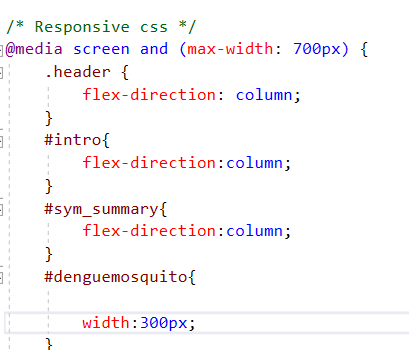 /* Responsive css */
@media screen and (max-width: 700px) {
.header {
flex-direction: column;
}
#intro{
flex-direction:column;
}
#sym_summary{
flex-direction:column;
}
#denguemosquito{
width:300px;
}